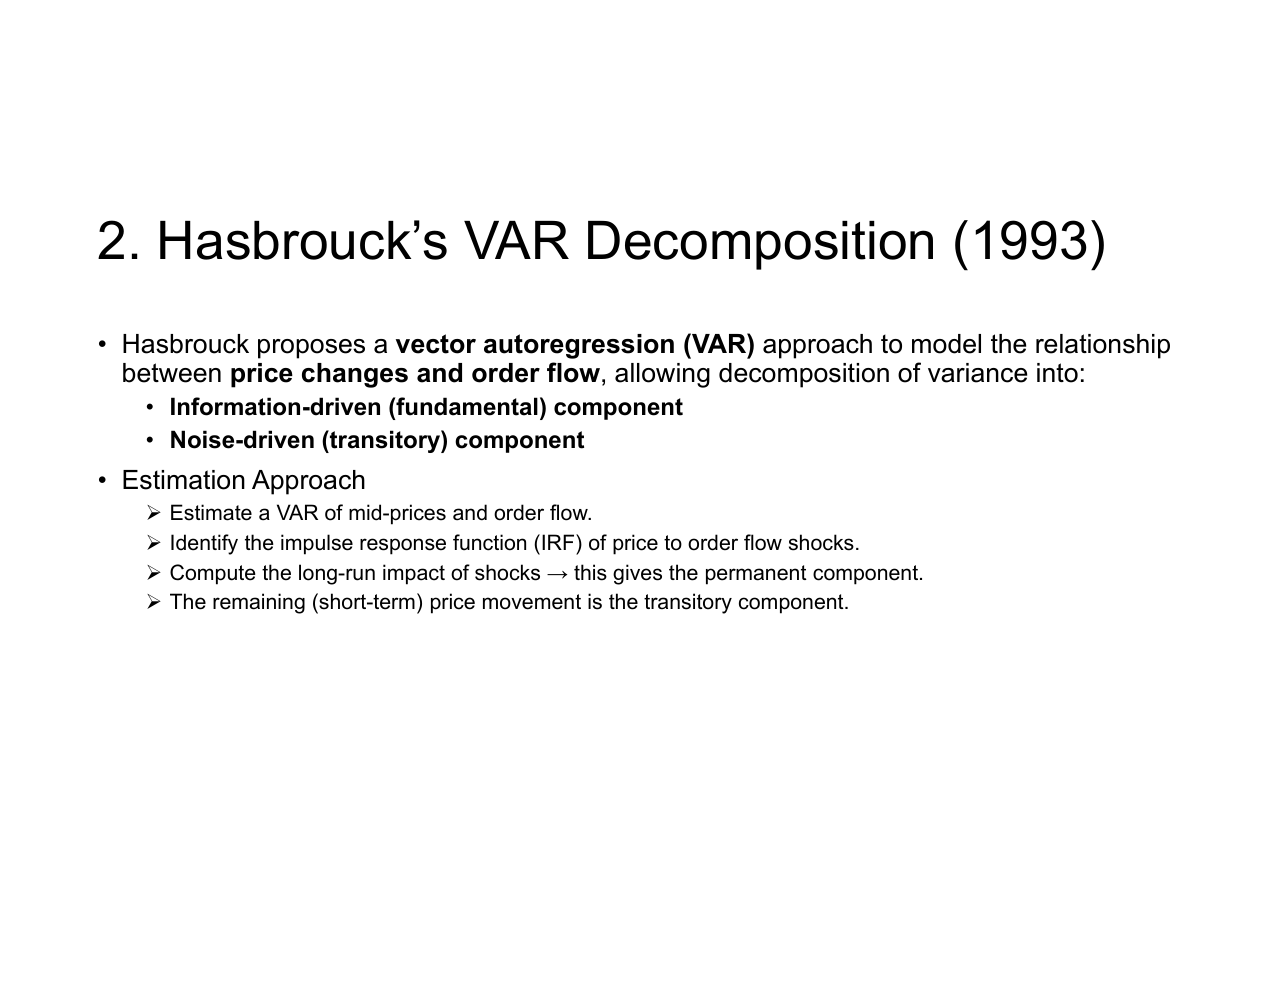 2. Hasbrouck’s VAR Decomposition (1993)
• Hasbrouck proposes a vector autoregression (VAR) approach to model the relationship
between price changes and order flow, allowing decomposition of variance into:
• Information-driven (fundamental) component
• Noise-driven (transitory) component
• Estimation Approach
➢ Estimate a VAR of mid-prices and order flow.
➢ Identify the impulse response function (IRF) of price to order flow shocks.
➢ Compute the long-run impact of shocks → this gives the permanent component.
➢ The remaining (short-term) price movement is the transitory component.